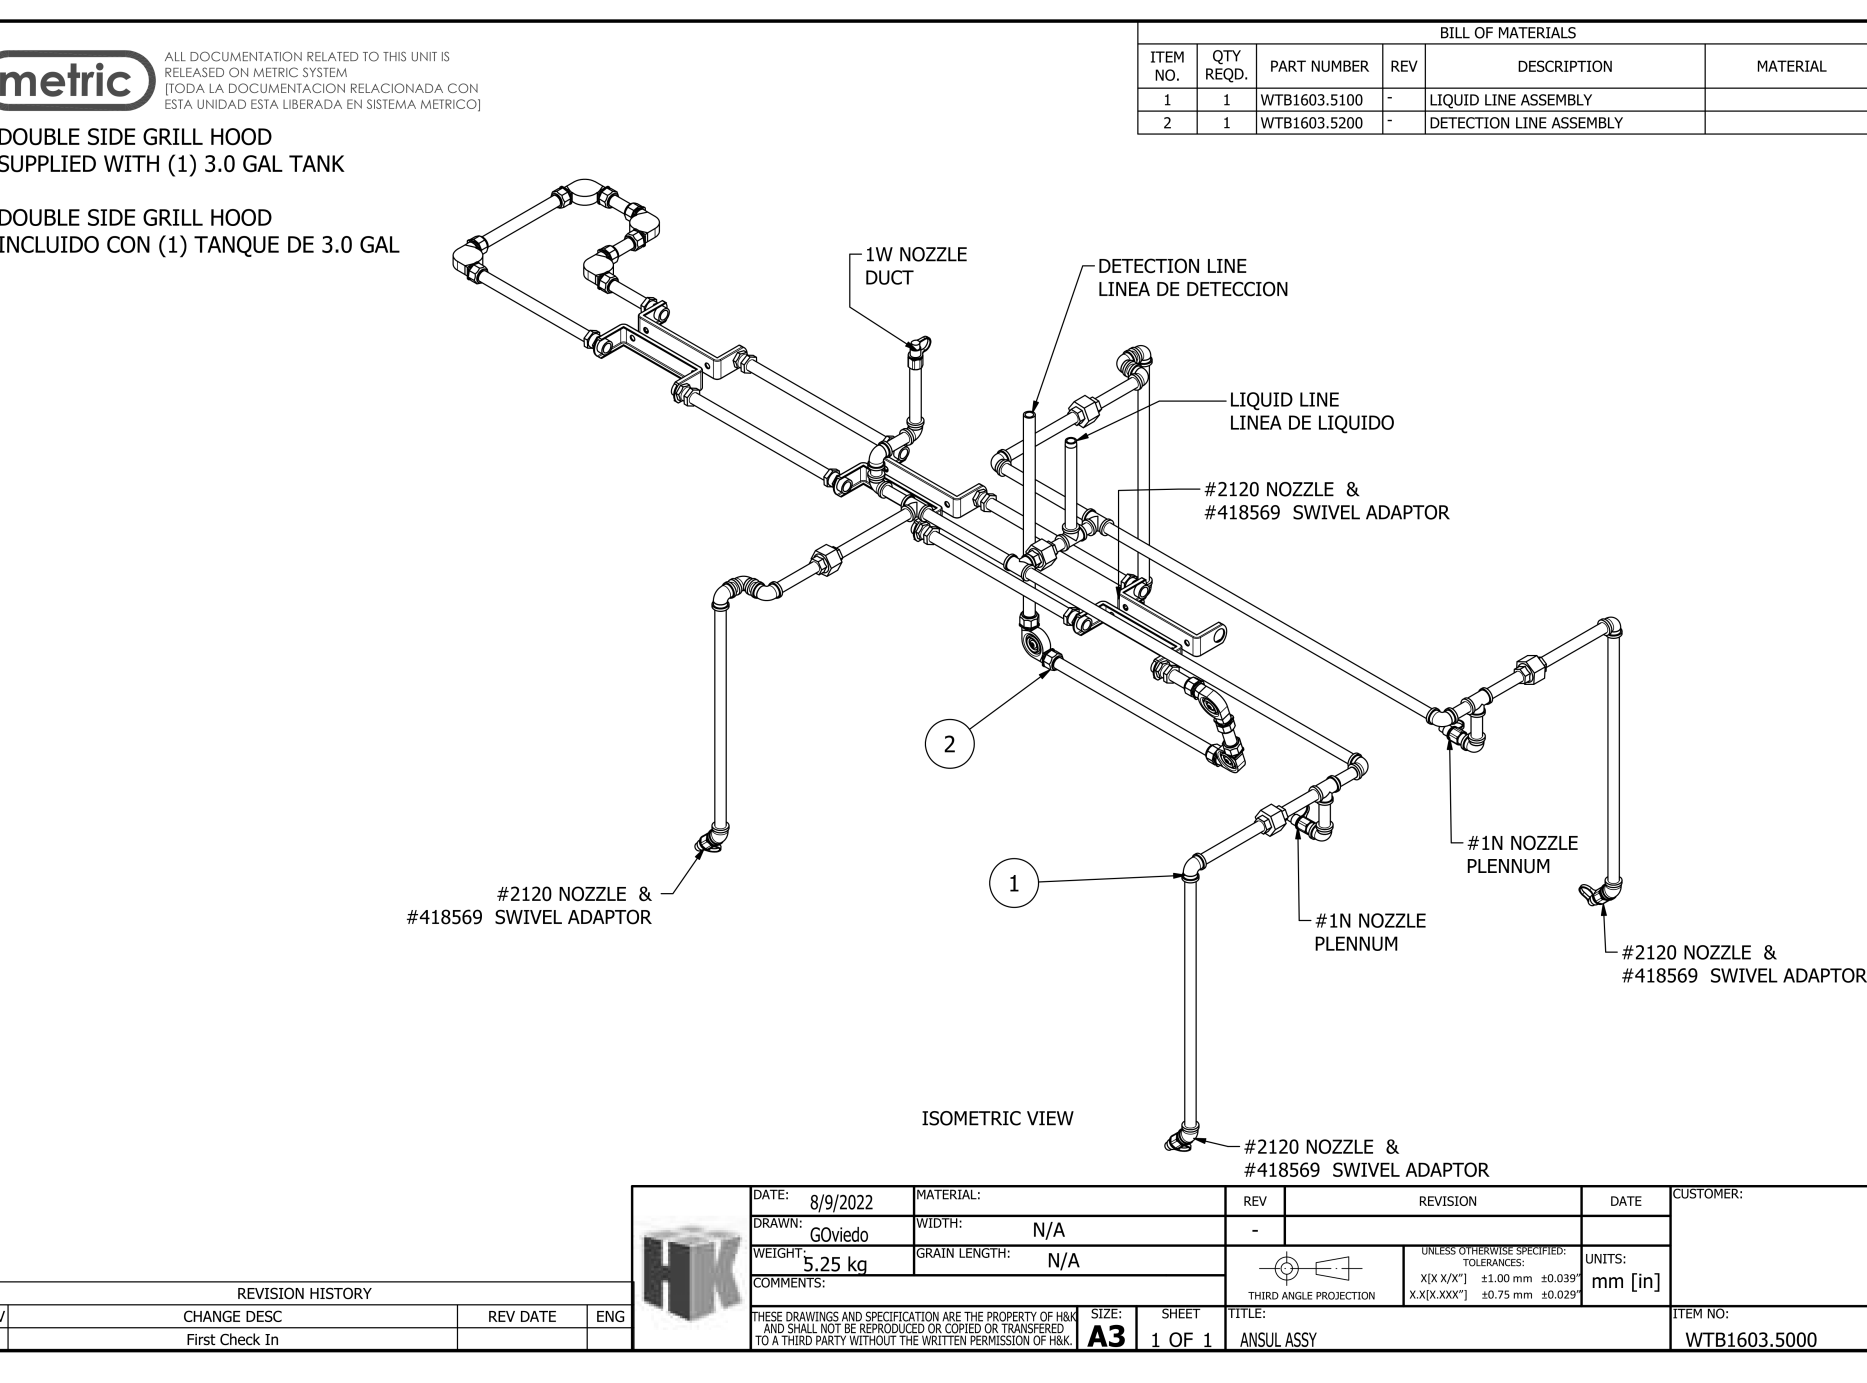 metric
ALL DOCUMENTATION RELATED TO THIS UNIT IS
RELEASED ON METRIC SYSTEM
[TODA LA DOCUMENTACION RELACIONADA CON
ESTA UNIDAD ESTA LIBERADA EN SISTEMA METRICO]
DOUBLE SIDE GRILL HOOD
SUPPLIED WITH (1) 3.0 GAL TANK
DOUBLE SIDE GRILL HOOD
INCLUIDO CON (1) TANQUE DE 3.0 GAL
BILL OF MATERIALS
ITEM NO. QTY REQD. PART NUMBER REV DESCRIPTION MATERIAL
1 1 WTB1603.5100 - LIQUID LINE ASSEMBLY
2 1 WTB1603.5200 - DETECTION LINE ASSEMBLY
1W NOZZLE
DUCT
DETECTION LINE
LINEA DE DETECCION
LIQUID LINE
LINEA DE LIQUIDO
#2120 NOZZLE &
#418569 SWIVEL ADAPTOR
2
1
#2120 NOZZLE &
#418569 SWIVEL ADAPTOR
#1N NOZZLE
PLENNUM
#1N NOZZLE
PLENNUM
#2120 NOZZLE &
#418569 SWIVEL ADAPTOR
ISOMETRIC VIEW
#2120 NOZZLE &
#418569 SWIVEL ADAPTOR
REVISION HISTORY
CHANGE DESC REV DATE ENG
First Check In
HK
DATE: 8/9/2022
DRAWN: GOviedo
WEIGHT: 5.25 kg
COMMENTS:
MATERIAL:
WIDTH: N/A
GRAIN LENGTH: N/A
THESE DRAWINGS AND SPECIFICATION ARE THE PROPERTY OF H&K
AND SHALL NOT BE REPRODUCED OR COPIED OR TRANSFERED
TO A THIRD PARTY WITHOUT THE WRITTEN PERMISSION OF H&K.
SIZE:
A3
SHEET
1 OF 1
REV REVISION DATE
-
THIRD ANGLE PROJECTION
UNLESS OTHERWISE SPECIFIED:
TOLERANCES:
X[X X/X"] ±1.00 mm ±0.039"
X.X[X.XXX"] ±0.75 mm ±0.029"
UNITS:
mm [in]
TITLE:
ANSUL ASSY
CUSTOMER:
ITEM NO:
WTB1603.5000